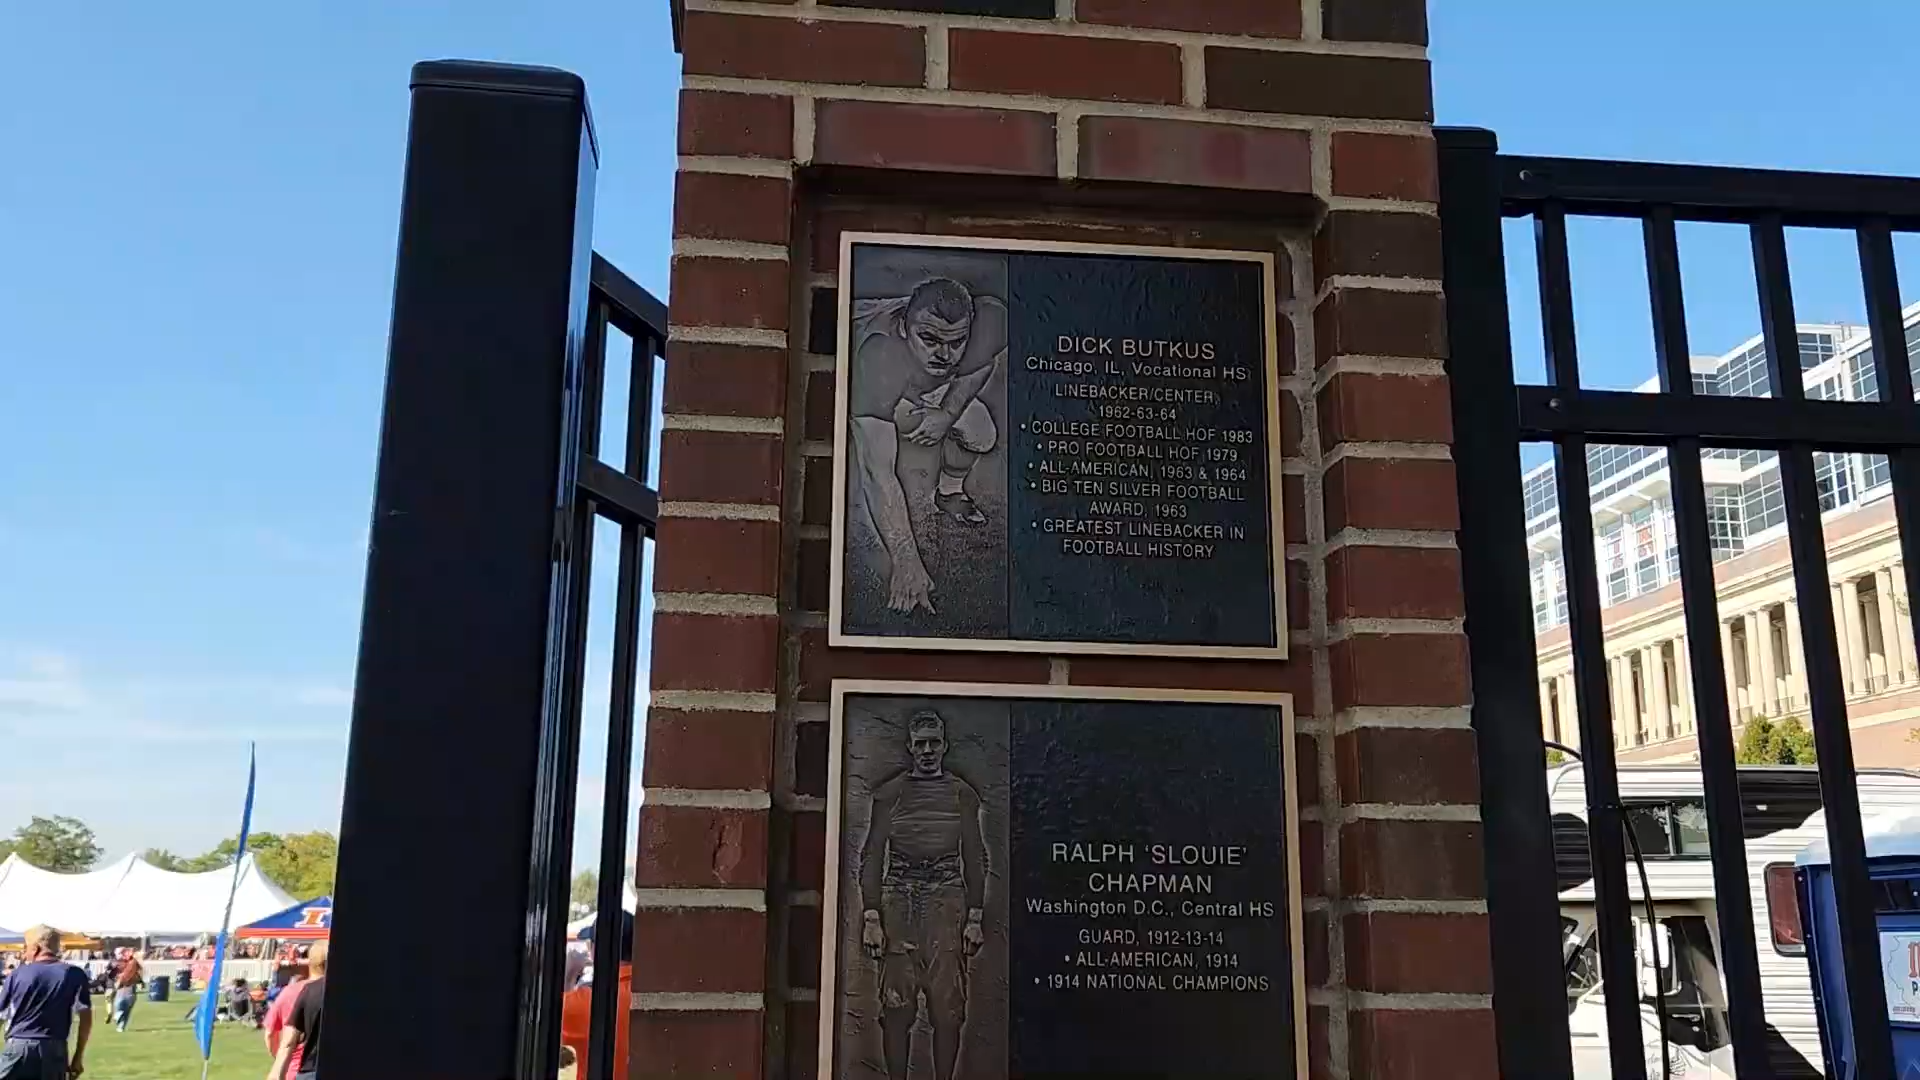 DICK BUTKUS
Chicago, IL, Vocational HS
LINEBACKER/CENTER,
1962-63-64
• COLLEGE FOOTBALL HOF 1983
• PRO FOOTBALL HOF 1979
• ALL-AMERICAN, 1963 & 1964
• BIG TEN SILVER FOOTBALL
AWARD, 1963
• GREATEST LINEBACKER IN
FOOTBALL HISTORY
RALPH ‘SLOUIE’
CHAPMAN
Washington D.C., Central HS
GUARD, 1912-13-14
• ALL-AMERICAN, 1914
• 1914 NATIONAL CHAMPIONS
I